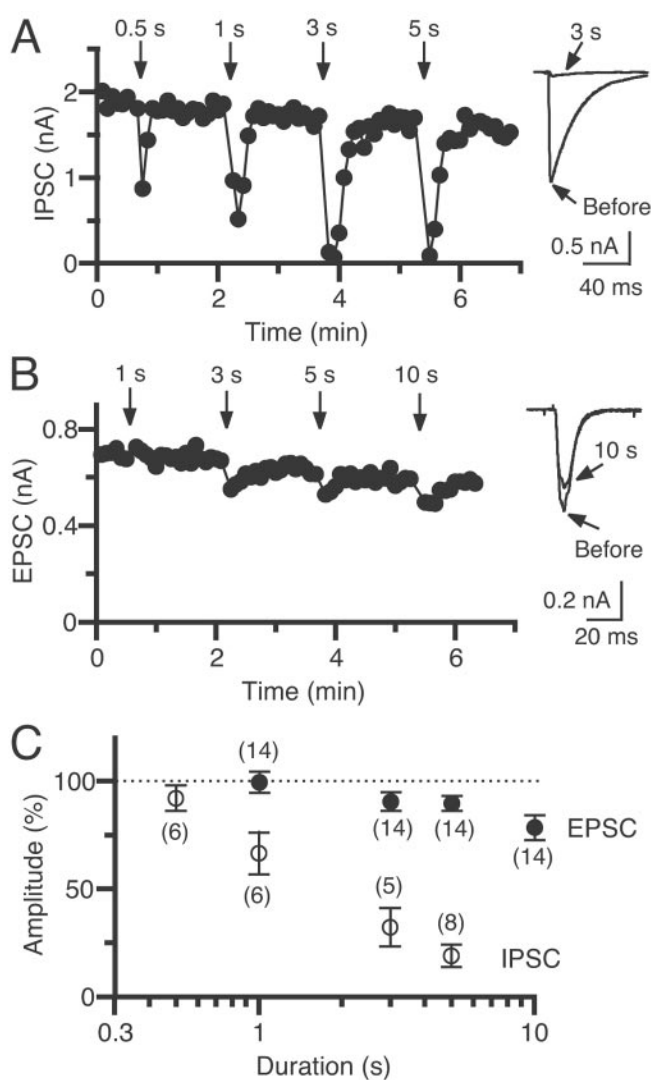 A
0.5 s
1 s
3 s
5 s
3 s
2
1
0
IPSC (nA)
Before
0.5 nA
40 ms
0
2
4
6
Time (min)
B
1 s
3 s
5 s
10 s
0.8
0.4
0
EPSC (nA)
10 s
Before
0.2 nA
20 ms
0
2
4
6
Time (min)
C
(14)
100
50
0
Amplitude (%)
(6)
(6)
(14)
(14)
(14)
EPSC
(5)
(8)
IPSC
0.3
1
10
Duration (s)